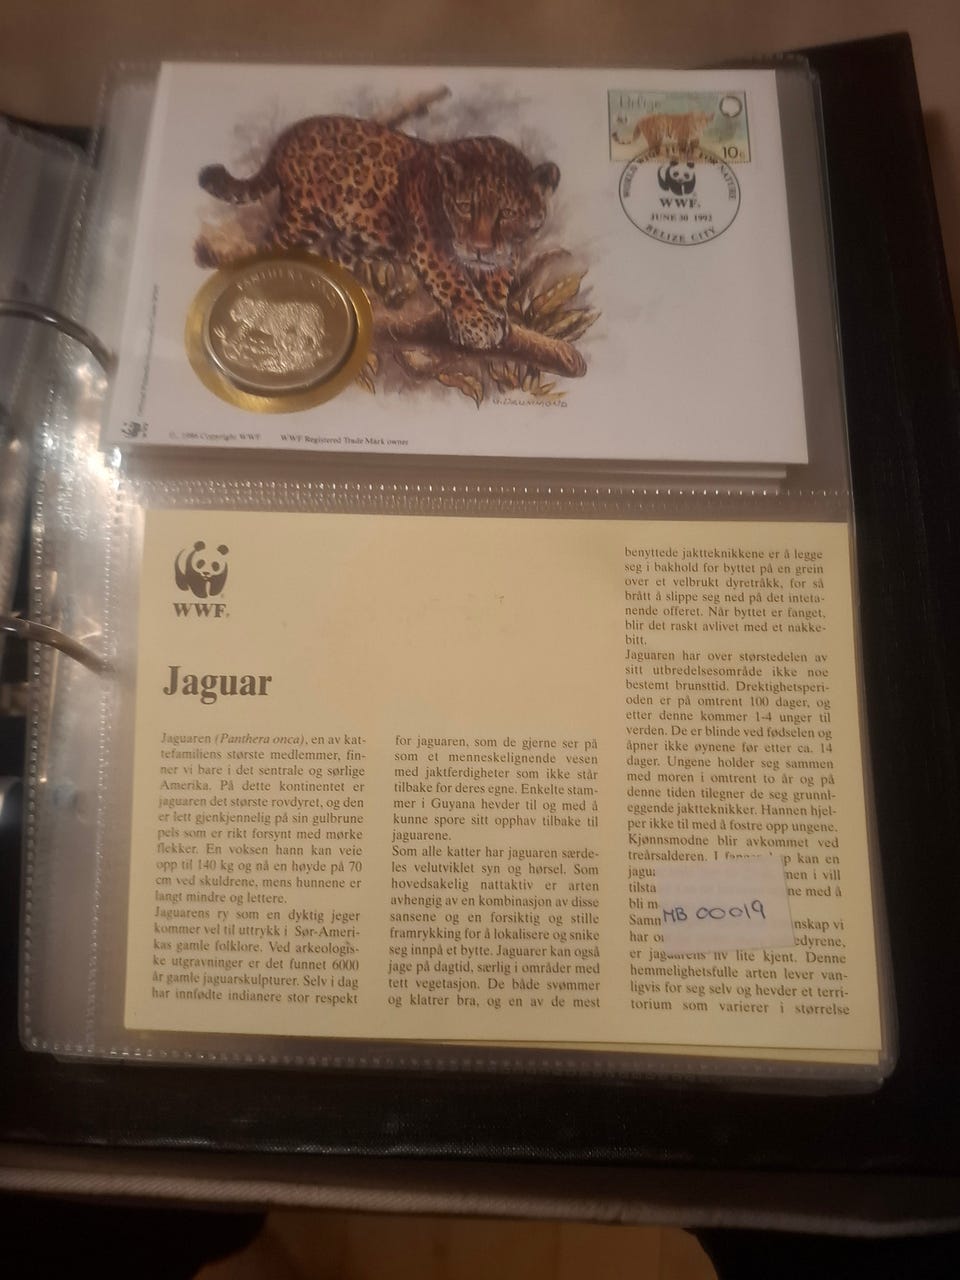 Belize
10c
WORLD WIDE FUND FOR NATURE
WWF®
JUNE 30 1992
BELIZE CITY
PANTHERA ONCA
© 1986 Copyright WWF WWF Registered Trade Mark owner
WWF®
Jaguar
Jaguaren (Panthera onca), en av kat-
tefamiliens største medlemmer, fin-
ner vi bare i det sentrale og sørlige
Amerika. På dette kontinentet er
jaguaren det største rovdyret, og den
er lett gjenkjennelig på sin gulbrune
pels som er rikt forsynt med mørke
flekker. En voksen hann kan veie
opp til 140 kg og nå en høyde på 70
cm ved skuldrene, mens hunnene er
langt mindre og lettere.
Jaguarens ry som en dyktig jeger
kommer vel til uttrykk i Sør-Ameri-
kas gamle folklore. Ved arkeologis-
ke utgravninger er det funnet 6000
år gamle jaguarskulpturer. Selv i dag
har innfødte indianere stor respekt
for jaguaren, som de gjerne ser på
som et menneskelignende vesen
med jaktferdigheter som ikke står
tilbake for deres egne. Enkelte stam-
mer i Guyana hevder til og med å
kunne spore sitt opphav tilbake til
jaguarene.
Som alle katter har jaguaren særde-
les velutviklet syn og hørsel. Som
hovedsakelig nattaktiv er arten
avhengig av en kombinasjon av disse
sansene og en forsiktig og stille
framrykking for å lokalisere og snike
seg innpå et bytte. Jaguarer kan også
jage på dagtid, særlig i områder med
tett vegetasjon. De både svømmer
og klatrer bra, og en av de mest
benyttede jaktteknikkene er å legge
seg i bakhold for byttet på en grein
over et velbrukt dyretråkk, for så
brått å slippe seg ned på det inteta-
nende offeret. Når byttet er fanget,
blir det raskt avlivet med et nakke-
bitt.
Jaguaren har over størstedelen av
sitt utbredelsesområde ikke noe
bestemt brunsttid. Drektighetsperi-
oden er på omtrent 100 dager, og
etter denne kommer 1-4 unger til
verden. De er blinde ved fødselen og
åpner ikke øynene før etter ca. 14
dager. Ungene holder seg sammen
med moren i omtrent to år og på
denne tiden tilegner de seg grunnl-
eggende jaktteknikker. Hannen hjel-
per ikke til med å fostre opp ungene.
Kjønnsmodne blir avkommet ved
treårsalderen. I kan en
i vill
med å
bli
MB 00019
vi
har
er jaguarens liv lite kjent. Denne
hemmelighetsfulle arten lever van-
ligvis for seg selv og hevder et terri-
torium som varierer i størrelse